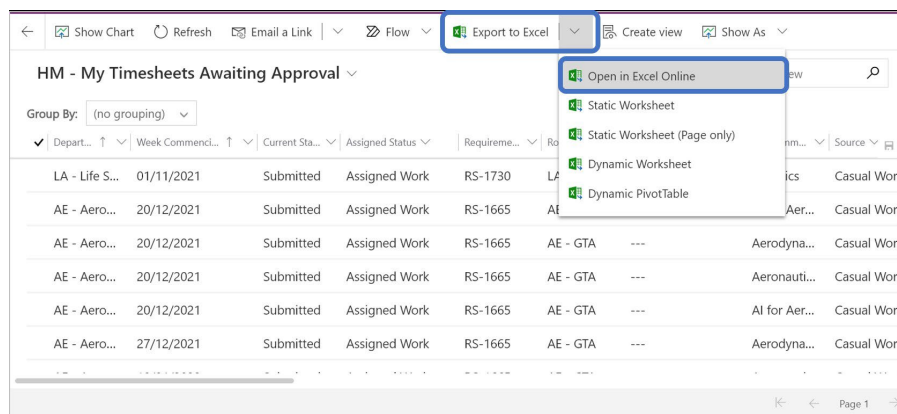 Show Chart Refresh Email a Link Flow Export to Excel Create view Show As
HM - My Timesheets Awaiting Approval
Open in Excel Online
Static Worksheet
Static Worksheet (Page only)
Dynamic Worksheet
Dynamic PivotTable
Group By: (no grouping)
Depart... Week Commenci... Current Sta... Assigned Status Requireme... Source
LA - Life S... 01/11/2021 Submitted Assigned Work RS-1730 Casual Wor
AE - Aero... 20/12/2021 Submitted Assigned Work RS-1665 Aer... Casual Wor
AE - Aero... 20/12/2021 Submitted Assigned Work RS-1665 AE - GTA --- Aerodyna... Casual Wor
AE - Aero... 20/12/2021 Submitted Assigned Work RS-1665 AE - GTA --- Aeronauti... Casual Wor
AE - Aero... 20/12/2021 Submitted Assigned Work RS-1665 AE - GTA --- AI for Aer... Casual Wor
AE - Aero... 27/12/2021 Submitted Assigned Work RS-1665 AE - GTA --- Aerodyna... Casual Wor
Page 1